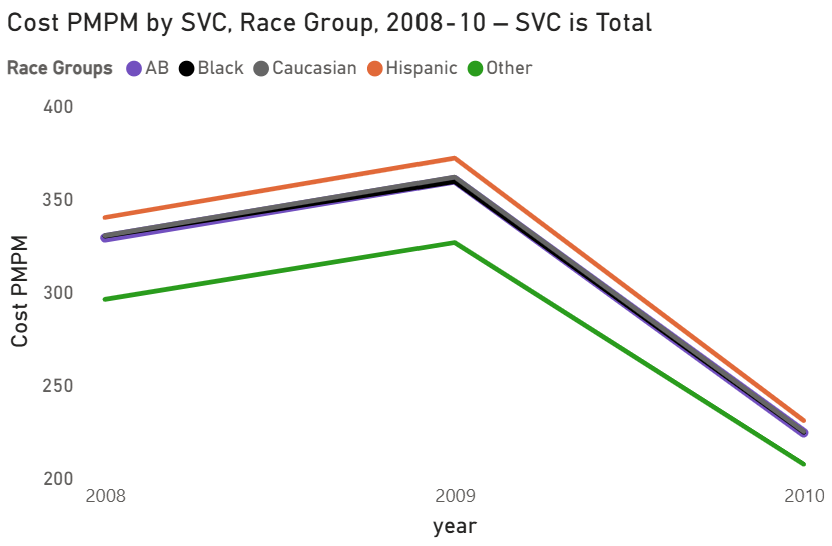 Cost PMPM by SVC, Race Group, 2008-10 – SVC is Total
Race Groups AB Black Caucasian Hispanic Other
400
350
300
250
200
Cost PMPM
2008 2009 2010
year